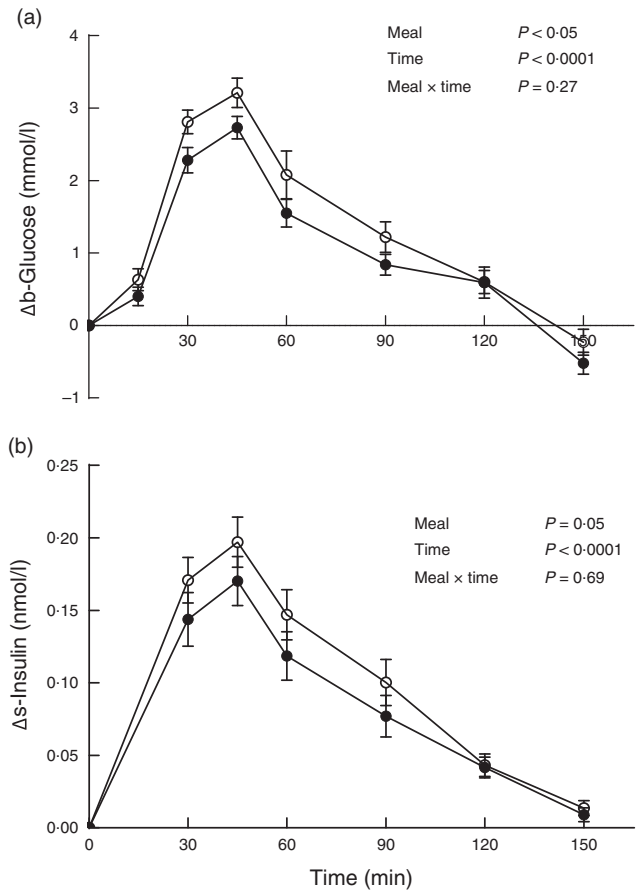 (a)
Meal P < 0·05
Time P < 0·0001
Meal × time P = 0·27
Δb-Glucose (mmol/l)
4
3
2
1
0
–1
30 60 90 120 150
(b)
Meal P = 0·05
Time P < 0·0001
Meal × time P = 0·69
Δs-Insulin (nmol/l)
0·25
0·20
0·15
0·10
0·05
0·00
0 30 60 90 120 150
Time (min)